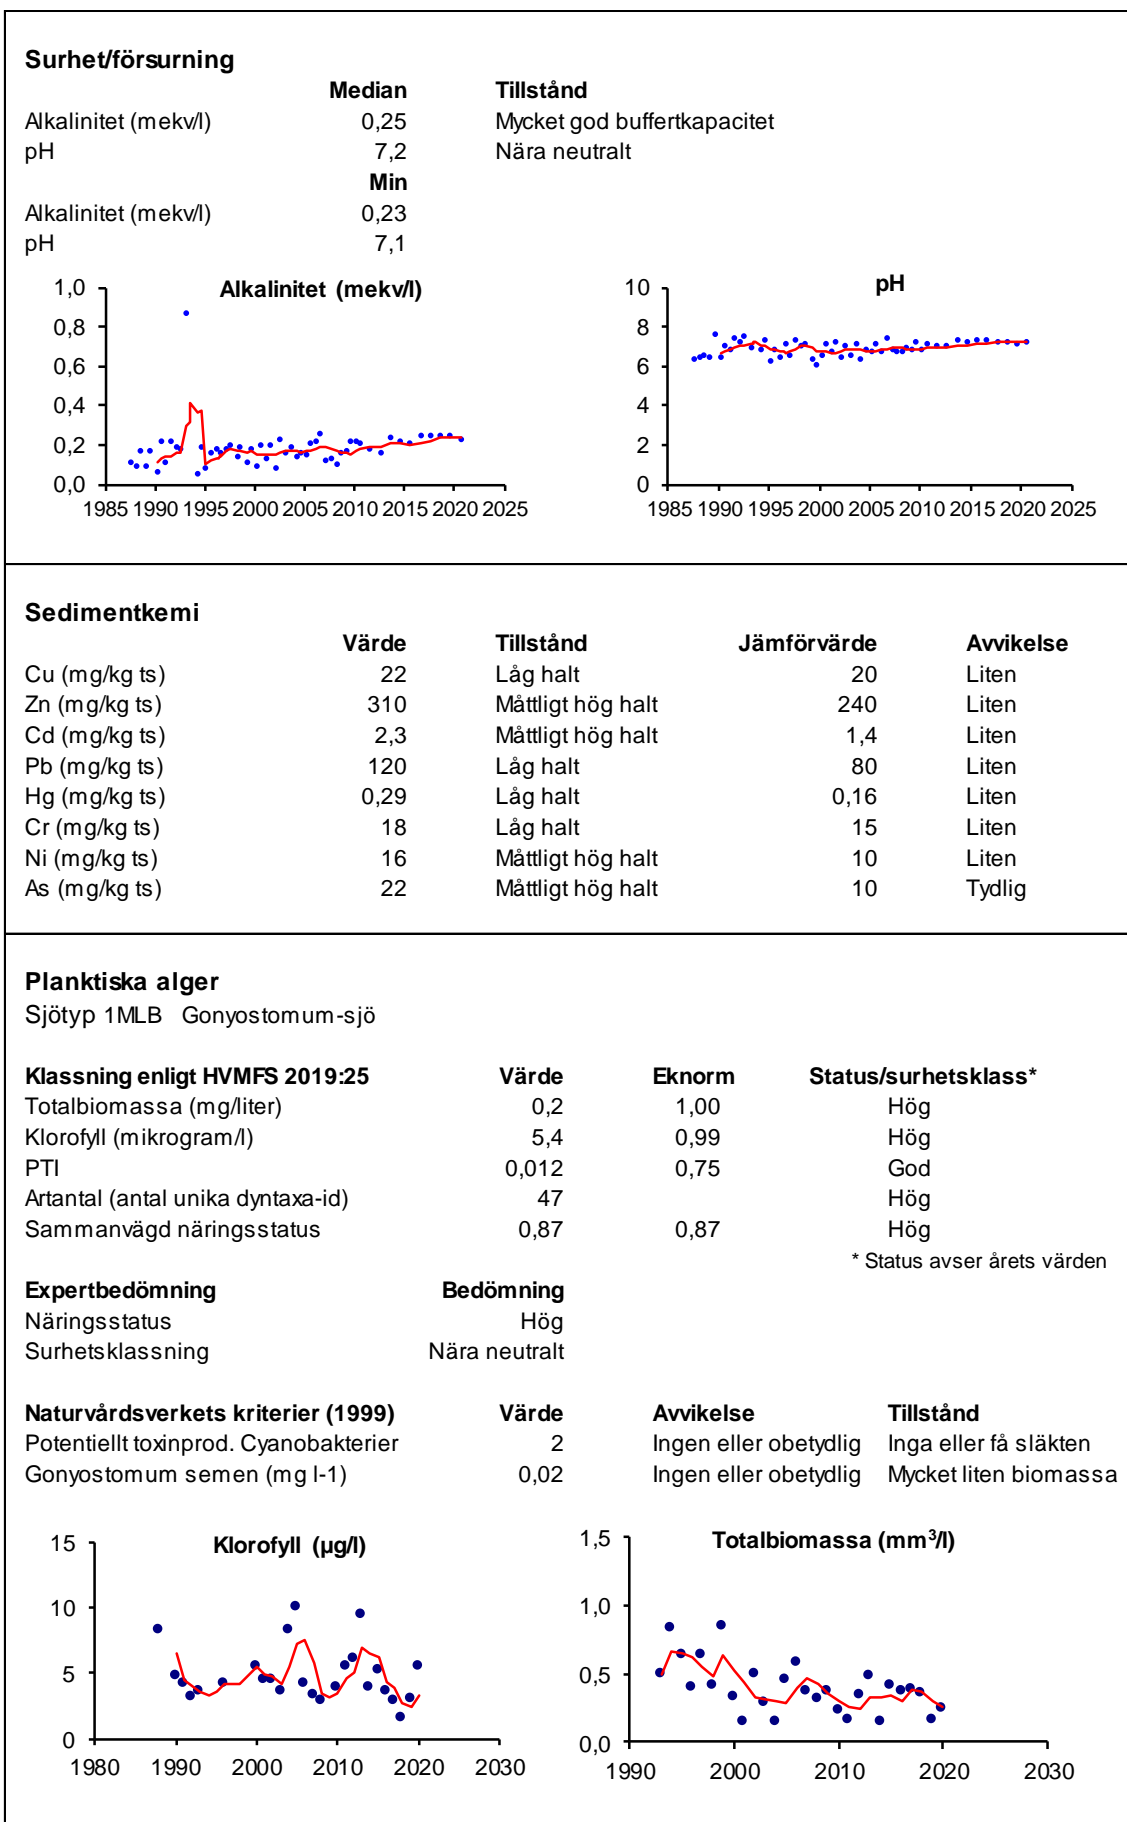 Surhet/försurning
Median Tillstånd
Alkalinitet (mekv/l) 0,25 Mycket god buffertkapacitet
pH 7,2 Nära neutralt
Min
Alkalinitet (mekv/l) 0,23
pH 7,1
Alkalinitet (mekv/l)
1,0
0,8
0,6
0,4
0,2
0,0
1985 1990 1995 2000 2005 2010 2015 2020 2025
pH
10
8
6
4
2
0
1985 1990 1995 2000 2005 2010 2015 2020 2025
Sedimentkemi
Värde Tillstånd Jämförvärde Avvikelse
Cu (mg/kg ts) 22 Låg halt 20 Liten
Zn (mg/kg ts) 310 Måttligt hög halt 240 Liten
Cd (mg/kg ts) 2,3 Måttligt hög halt 1,4 Liten
Pb (mg/kg ts) 120 Låg halt 80 Liten
Hg (mg/kg ts) 0,29 Låg halt 0,16 Liten
Cr (mg/kg ts) 18 Låg halt 15 Liten
Ni (mg/kg ts) 16 Måttligt hög halt 10 Liten
As (mg/kg ts) 22 Måttligt hög halt 10 Tydlig
Planktiska alger
Sjötyp 1MLB Gonyostomum-sjö
Klassning enligt HVMFS 2019:25 Värde Eknorm Status/surhetsklass*
Totalbiomassa (mg/liter) 0,2 1,00 Hög
Klorofyll (mikrogram/l) 5,4 0,99 Hög
PTI 0,012 0,75 God
Artantal (antal unika dyntaxa-id) 47 Hög
Sammanvägd näringsstatus 0,87 0,87 Hög
* Status avser årets värden
Expertbedömning Bedömning
Näringsstatus Hög
Surhetsklassning Nära neutralt
Naturvårdsverkets kriterier (1999) Värde Avvikelse Tillstånd
Potentiellt toxinprod. Cyanobakterier 2 Ingen eller obetydlig Inga eller få släkten
Gonyostomum semen (mg l-1) 0,02 Ingen eller obetydlig Mycket liten biomassa
Klorofyll (µg/l)
15
10
5
0
1980 1990 2000 2010 2020 2030
Totalbiomassa (mm³/l)
1,5
1,0
0,5
0,0
1990 2000 2010 2020 2030